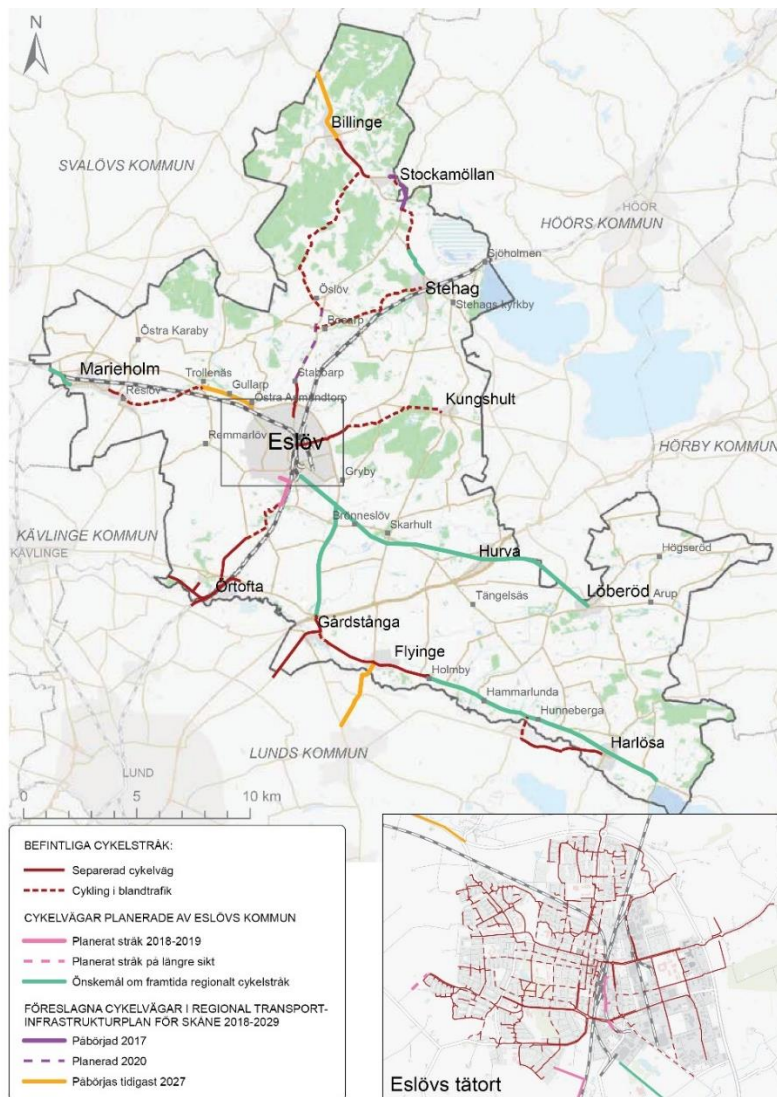 N
Billinge
SVALÖVS KOMMUN
Stockamöllan
HÖÖR
HÖÖRS KOMMUN
Sjöholmen
Öslöv
Stehag
Stehags kyrkby
Bosarp
Östra Karaby
Marieholm
Trollenäs
Stabbarp
Gullarp
Kungshult
Reslöv
Östra Asmundtorp
Eslöv
Remmarlöv
HÖRBY KOMMUN
Gryby
KÄVLINGE KOMMUN
Brönneslöv
Skarhult
KÄVLINGE
Hurva
Högseröd
Örtofta
Löberöd
Tängelsås
Arup
Gårdstånga
Flyinge
Holmby
Hammarlunda
Hunneberga
LUNDS KOMMUN
Harlösa
LUND
0 5 10 km
BEFINTLIGA CYKELSTRÅK:
Separerad cykelväg
Cykling i blandtrafik
CYKELVÄGAR PLANERADE AV ESLÖVS KOMMUN
Planerat stråk 2018-2019
Planerat stråk på längre sikt
Önskemål om framtida regionalt cykelstråk
FÖRESLAGNA CYKELVÄGAR I REGIONAL TRANSPORT-
INFRASTRUKTURPLAN FÖR SKÅNE 2018-2029
Påbörjad 2017
Planerad 2020
Påbörjas tidigast 2027
Eslövs tätort